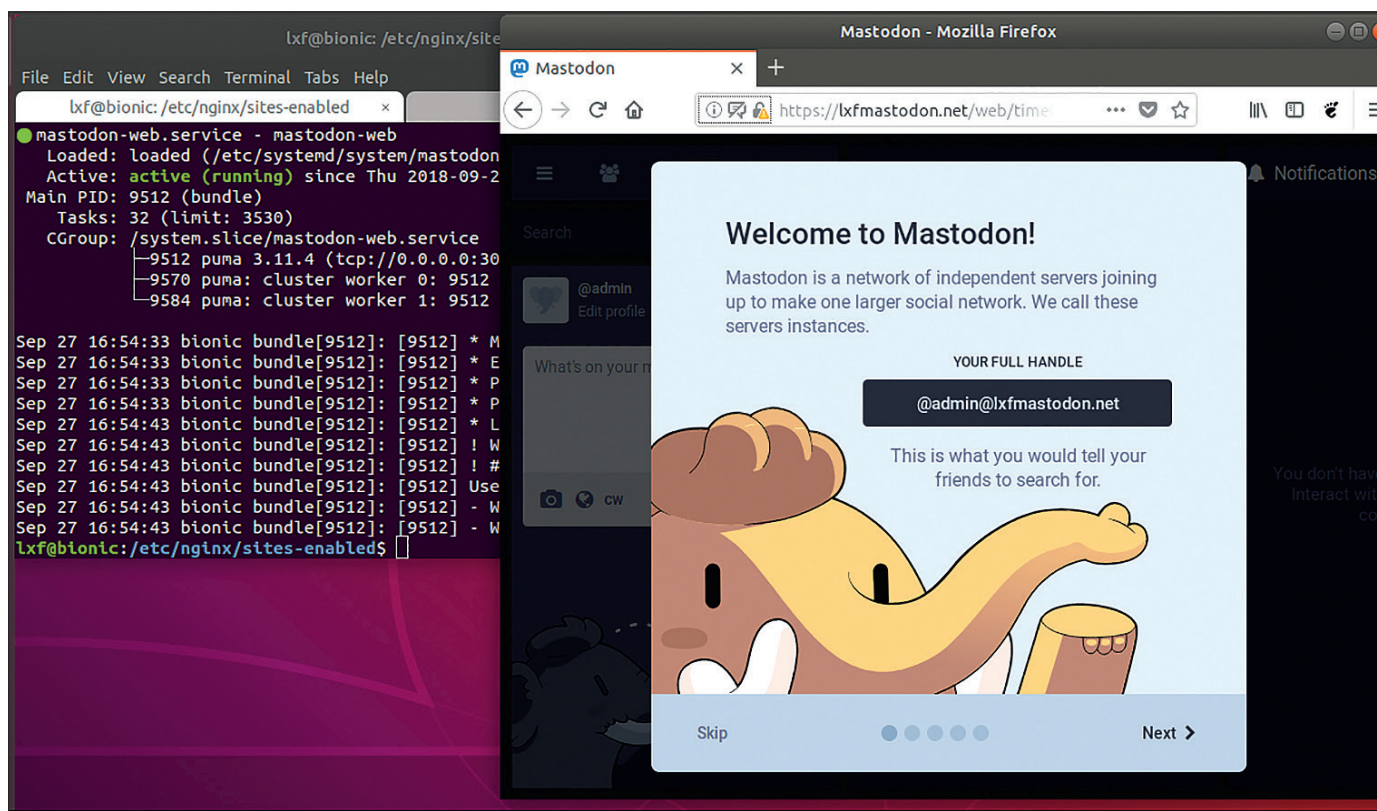 lxf@bionic: /etc/nginx/site
File Edit View Search Terminal Tabs Help
lxf@bionic: /etc/nginx/sites-enabled ×
mastodon-web.service - mastodon-web
Loaded: loaded (/etc/systemd/system/mastodon
Active: active (running) since Thu 2018-09-2
Main PID: 9512 (bundle)
Tasks: 32 (limit: 3530)
CGroup: /system.slice/mastodon-web.service
├─9512 puma 3.11.4 (tcp://0.0.0.0:30
├─9570 puma: cluster worker 0: 9512
└─9584 puma: cluster worker 1: 9512
Sep 27 16:54:33 bionic bundle[9512]: [9512] * M
Sep 27 16:54:33 bionic bundle[9512]: [9512] * E
Sep 27 16:54:33 bionic bundle[9512]: [9512] * P
Sep 27 16:54:33 bionic bundle[9512]: [9512] * P
Sep 27 16:54:43 bionic bundle[9512]: [9512] * L
Sep 27 16:54:43 bionic bundle[9512]: [9512] ! W
Sep 27 16:54:43 bionic bundle[9512]: [9512] ! #
Sep 27 16:54:43 bionic bundle[9512]: [9512] Use
Sep 27 16:54:43 bionic bundle[9512]: [9512] - W
Sep 27 16:54:43 bionic bundle[9512]: [9512] - W
lxf@bionic:/etc/nginx/sites-enabled$
Mastodon - Mozilla Firefox
Mastodon × +
https://lxfmastodon.net/web/time
Notifications
Search
@admin
Edit profile
What's on your m
CW
Welcome to Mastodon!
Mastodon is a network of independent servers joining
up to make one larger social network. We call these
servers instances.
YOUR FULL HANDLE
@admin@lxfmastodon.net
This is what you would tell your
friends to search for.
Skip
Next
You don't hav
Interact wit
co